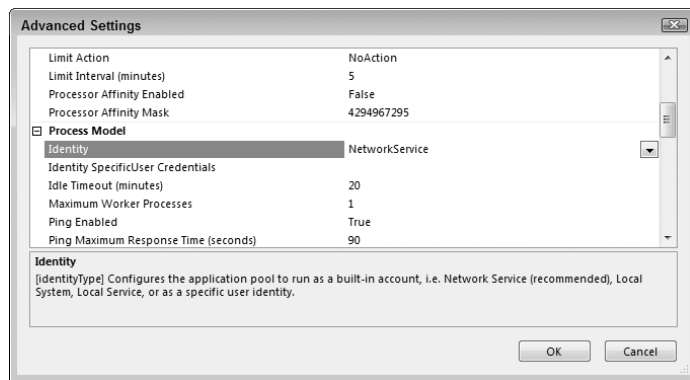 Advanced Settings
Limit Action NoAction
Limit Interval (minutes) 5
Processor Affinity Enabled False
Processor Affinity Mask 4294967295
Process Model
Identity NetworkService
Identity SpecificUser Credentials
Idle Timeout (minutes) 20
Maximum Worker Processes 1
Ping Enabled True
Ping Maximum Response Time (seconds) 90
Identity
[identityType] Configures the application pool to run as a built-in account, i.e. Network Service (recommended), Local
System, Local Service, or as a specific user identity.
OK Cancel